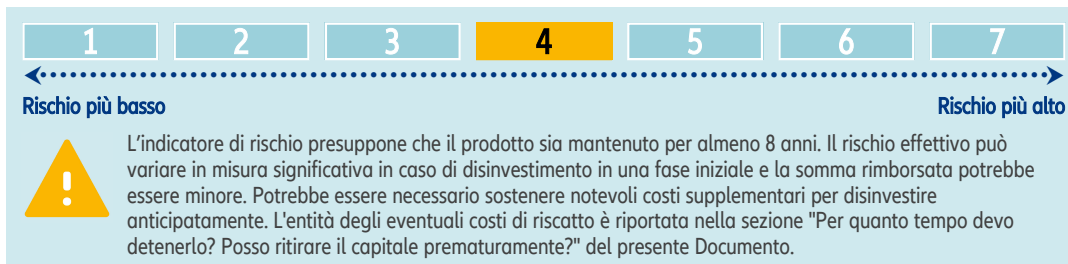 1 2 3 4 5 6 7
Rischio più basso Rischio più alto
L'indicatore di rischio presuppone che il prodotto sia mantenuto per almeno 8 anni. Il rischio effettivo può
variare in misura significativa in caso di disinvestimento in una fase iniziale e la somma rimborsata potrebbe
essere minore. Potrebbe essere necessario sostenere notevoli costi supplementari per disinvestire
anticipatamente. L'entità degli eventuali costi di riscatto è riportata nella sezione "Per quanto tempo devo
detenerlo? Posso ritirare il capitale prematuramente?" del presente Documento.